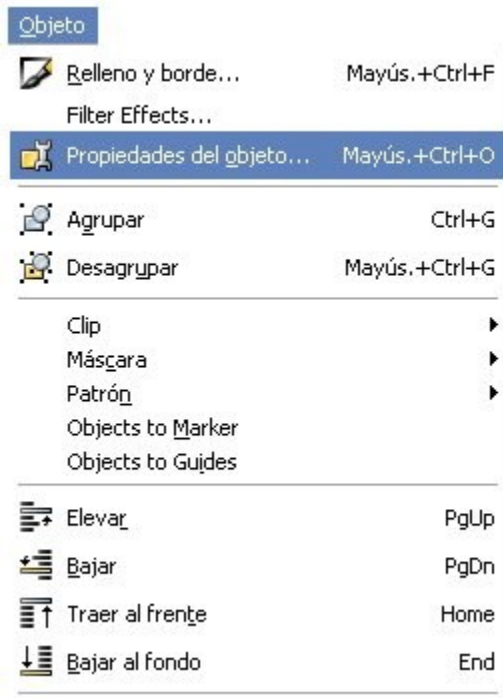 Objeto
Relleno y borde... Mayús.+Ctrl+F
Filter Effects...
Propiedades del objeto... Mayús.+Ctrl+O
Agrupar Ctrl+G
Desagrupar Mayús.+Ctrl+G
Clip
Máscara
Patrón
Objects to Marker
Objects to Guides
Elevar PgUp
Bajar PgDn
Traer al frente Home
Bajar al fondo End